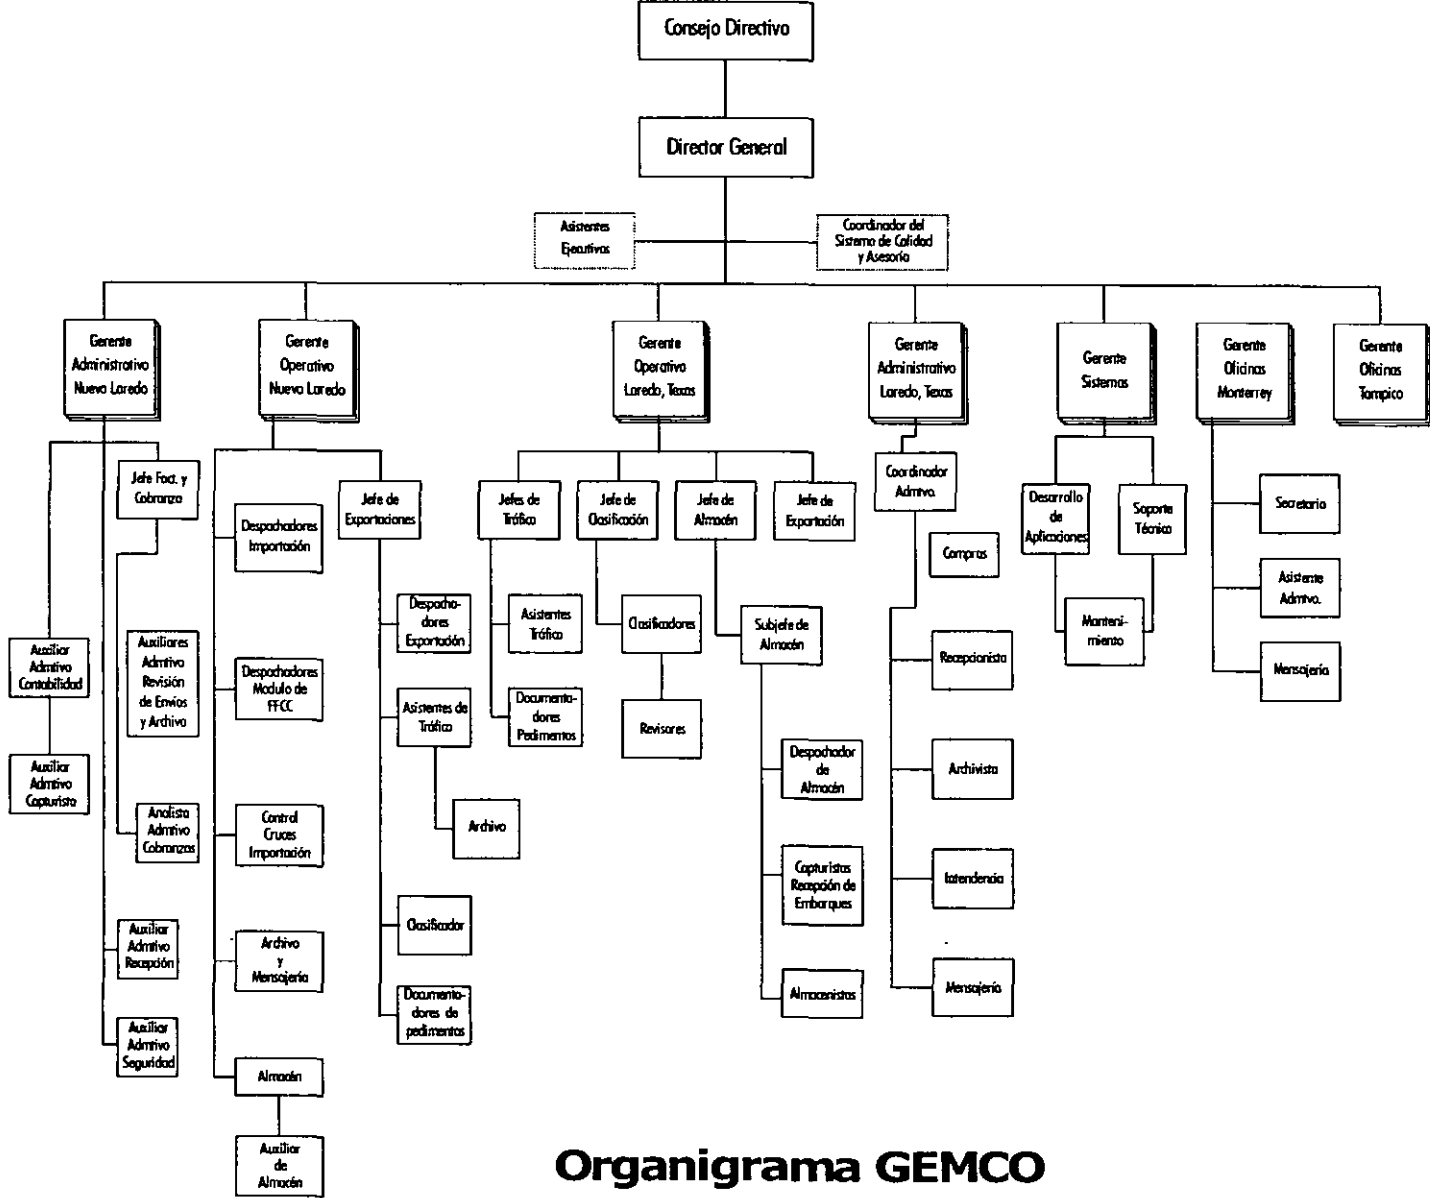 Consejo Directivo
Director General
Asistentes
Ejecutivos
Coordinador del
Sistema de Calidad
y Asesoría
Gerente
Administrativo
Nuevo Laredo
Gerente
Operativo
Nuevo Laredo
Gerente
Operativo
Laredo, Texas
Gerente
Administrativo
Laredo, Texas
Gerente
Sistemas
Gerente
Oficinas
Monterrey
Gerente
Oficinas
Tampico
Jefe Fact. y
Cobranza
Despachadores
Importación
Jefe de
Exportaciones
Jefes de
Tráfico
Jefe de
Clasificación
Jefe de
Almacén
Jefe de
Exportación
Coordinador
Admtvo.
Compras
Desarrollo
de
Aplicaciones
Soporte
Técnico
Secretario
Auxiliar
Admtivo
Contabilidad
Auxiliares
Admtivo
Revisión
de Envíos
y Archivo
Despachadores
Modulo de
FFCC
Despacha-
dores
Exportación
Asistentes de
Tráfico
Asistentes
Tráfico
Documenta-
dores
Pedimentos
Clasificadores
Revisores
Subjefe de
Almacén
Recepcionista
Manteni-
miento
Asistente
Admtvo.
Mensajería
Auxiliar
Admtivo
Capturista
Analista
Admtivo
Cobranzas
Control
Cruces
Importación
Archivo
Despachador
de
Almacén
Archivista
Auxiliar
Admtivo
Recepción
Archivo
y
Mensajería
Clasificador
Capturistas
Recepción de
Embarques
Intendencia
Auxiliar
Admtivo
Seguridad
Almacén
Documenta-
dores de
pedimentos
Almacenistas
Mensajería
Auxiliar
de
Almacén
Organigrama GEMCO